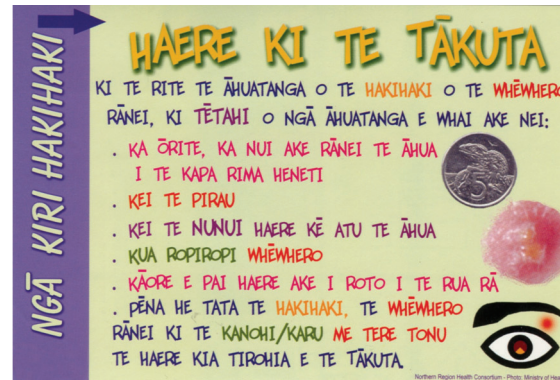 NGĀ KIRI HAKIHAKI
HAERE KI TE TĀKUTA
KI TE RITE TE ĀHUATANGA O TE HAKIHAKI O TE WHĒWHERO
RĀNEI, KI TĒTAHI O NGĀ ĀHUATANGA E WHAI AKE NEI:
. KA ŌRITE, KA NUI AKE RĀNEI TE ĀHUA
I TE KAPA RIMA HENETI
. KEI TE PIRAU
. KEI TE NUNUI HAERE KĒ ATU TE ĀHUA
. KUA ROPIROPI WHĒWHERO
. KĀORE E PAI HAERE AKE I ROTO I TE RUA RĀ
. PĒNA HE TATA TE HAKIHAKI, TE WHĒWHERO
RĀNEI KI TE KANOHI/KARU ME TERE TONU
TE HAERE KIA TIROHIA E TE TĀKUTA.
5
Northern Region Health Consortium - Photo: Ministry of